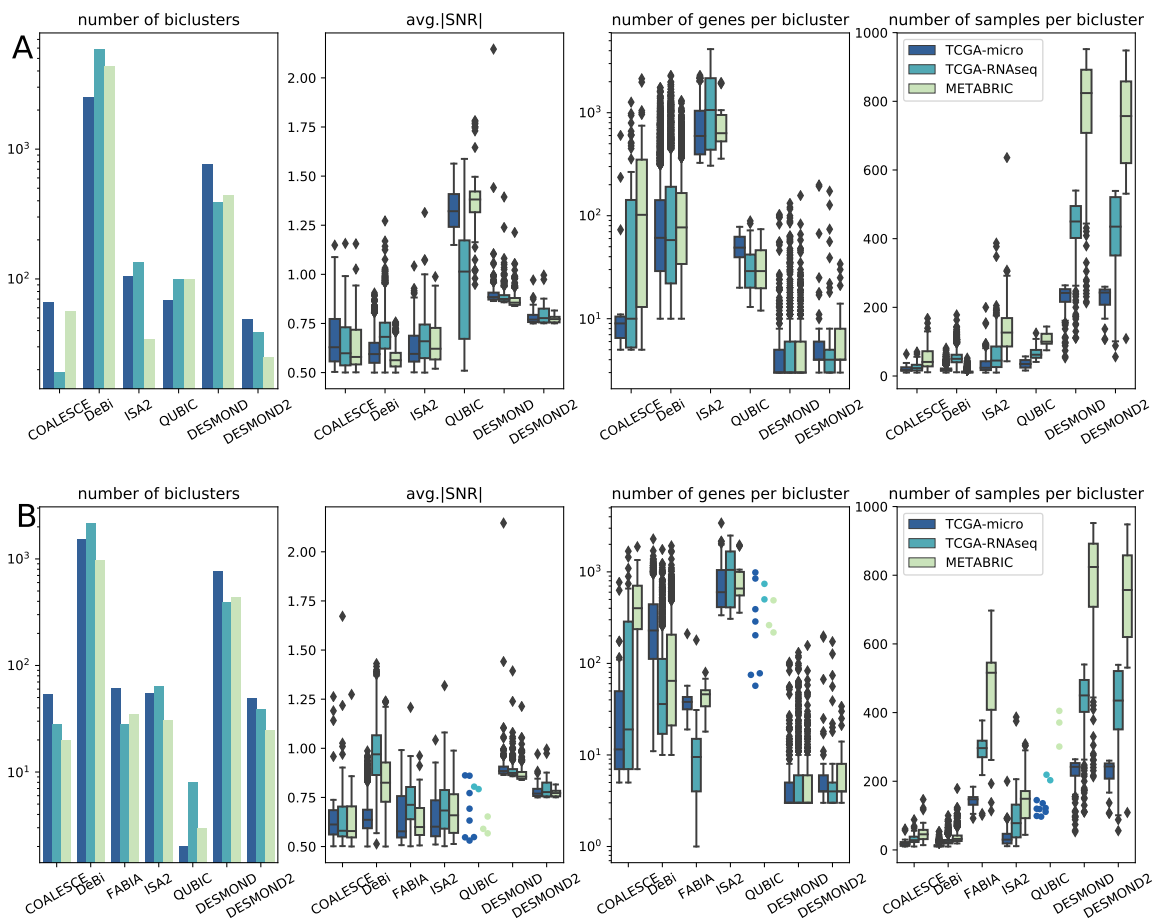 A
number of biclusters
10³
10²
COALESCE
DeBi
ISA2
QUBIC
DESMOND
DESMOND2
avg.|SNR|
2.00
1.75
1.50
1.25
1.00
0.75
0.50
COALESCE
DeBi
ISA2
QUBIC
DESMOND
DESMOND2
number of genes per bicluster
10³
10²
10¹
COALESCE
DeBi
ISA2
QUBIC
DESMOND
DESMOND2
number of samples per bicluster
1000
800
600
400
200
0
TCGA-micro
TCGA-RNAseq
METABRIC
COALESCE
DeBi
ISA2
QUBIC
DESMOND
DESMOND2
B
number of biclusters
10³
10²
10¹
COALESCE
DeBi
FABIA
ISA2
QUBIC
DESMOND
DESMOND2
avg.|SNR|
2.00
1.75
1.50
1.25
1.00
0.75
0.50
COALESCE
DeBi
FABIA
ISA2
QUBIC
DESMOND
DESMOND2
number of genes per bicluster
10³
10²
10¹
10⁰
COALESCE
DeBi
FABIA
ISA2
QUBIC
DESMOND
DESMOND2
number of samples per bicluster
1000
800
600
400
200
0
TCGA-micro
TCGA-RNAseq
METABRIC
COALESCE
DeBi
FABIA
ISA2
QUBIC
DESMOND
DESMOND2